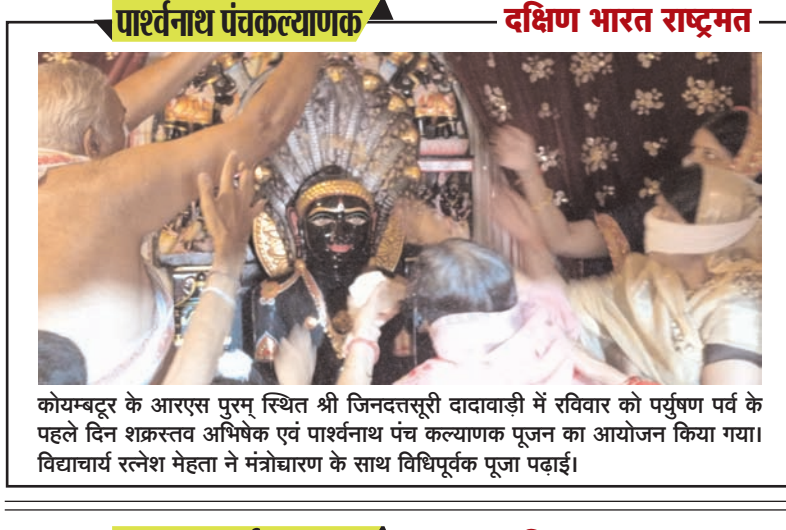 पार्श्वनाथ पंचकल्याणक
दक्षिण भारत राष्ट्रमत
कोयम्बटूर के आरएस पुरम् स्थित श्री जिनदत्तसूरी दादावाड़ी में रविवार को पर्युषण पर्व के
पहले दिन शक्रस्तव अभिषेक एवं पार्श्वनाथ पंच कल्याणक पूजन का आयोजन किया गया।
विद्याचार्य रत्नेश मेहता ने मंत्रोच्चारण के साथ विधिपूर्वक पूजा पढ़ाई।